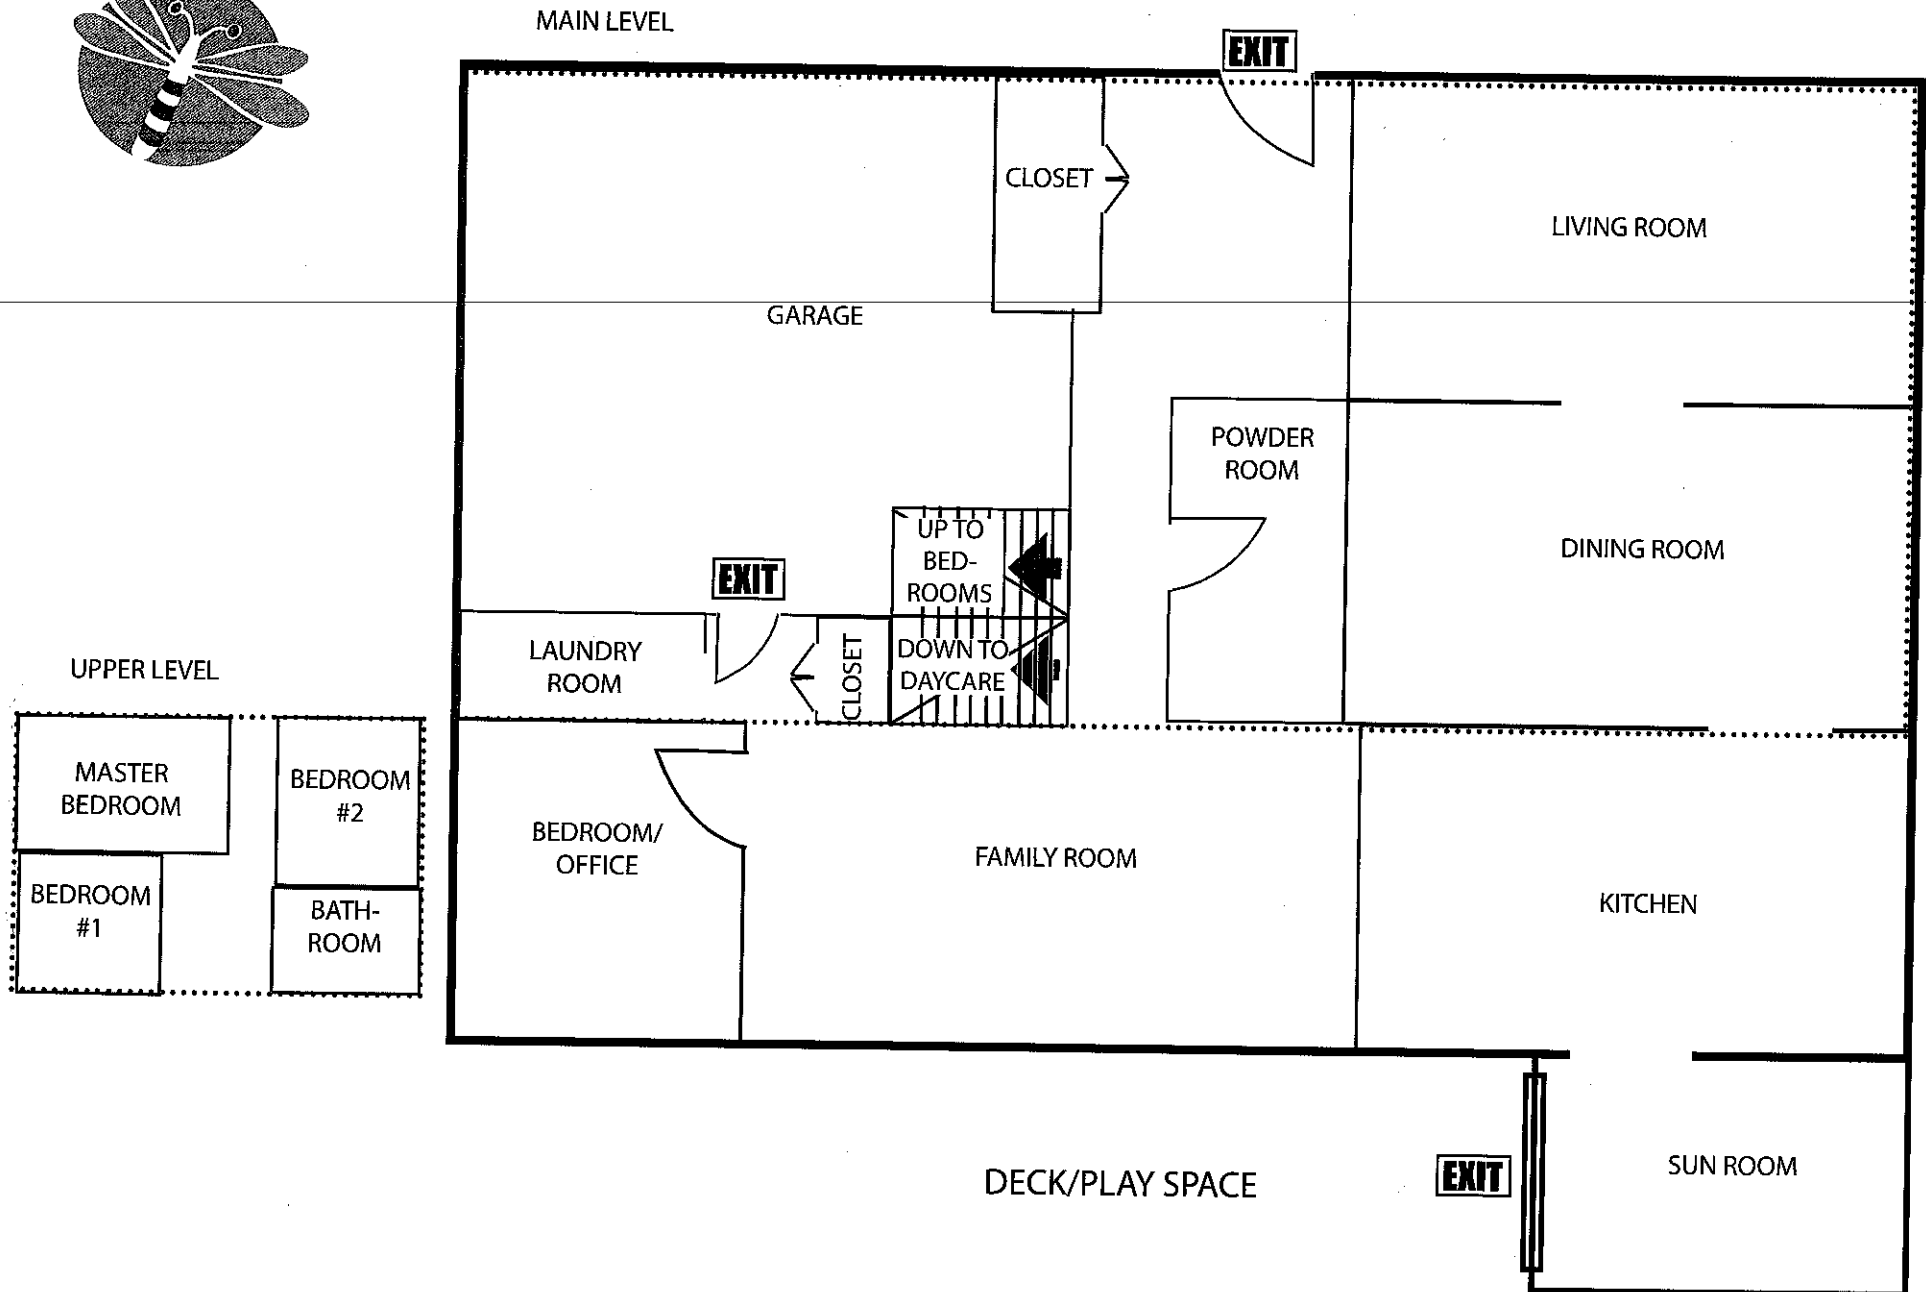 MAIN LEVEL
EXIT
CLOSET
LIVING ROOM
GARAGE
POWDER
ROOM
UP TO
BED-
ROOMS
DINING ROOM
EXIT
LAUNDRY
ROOM
CLOSET
DOWN TO
DAYCARE
UPPER LEVEL
MASTER
BEDROOM
BEDROOM
#2
BEDROOM
#1
BATH-
ROOM
BEDROOM/
OFFICE
FAMILY ROOM
KITCHEN
DECK/PLAY SPACE
EXIT
SUN ROOM